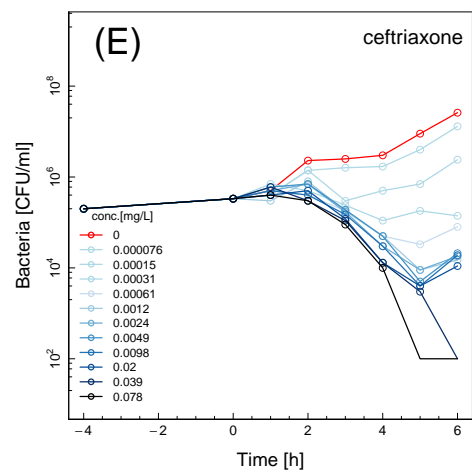 (E)
ceftriaxone
Bacteria [CFU/ml]
10^8
10^6
10^4
10^2
conc.[mg/L]
0
0.000076
0.00015
0.00031
0.00061
0.0012
0.0024
0.0049
0.0098
0.02
0.039
0.078
−4 −2 0 2 4 6
Time [h]